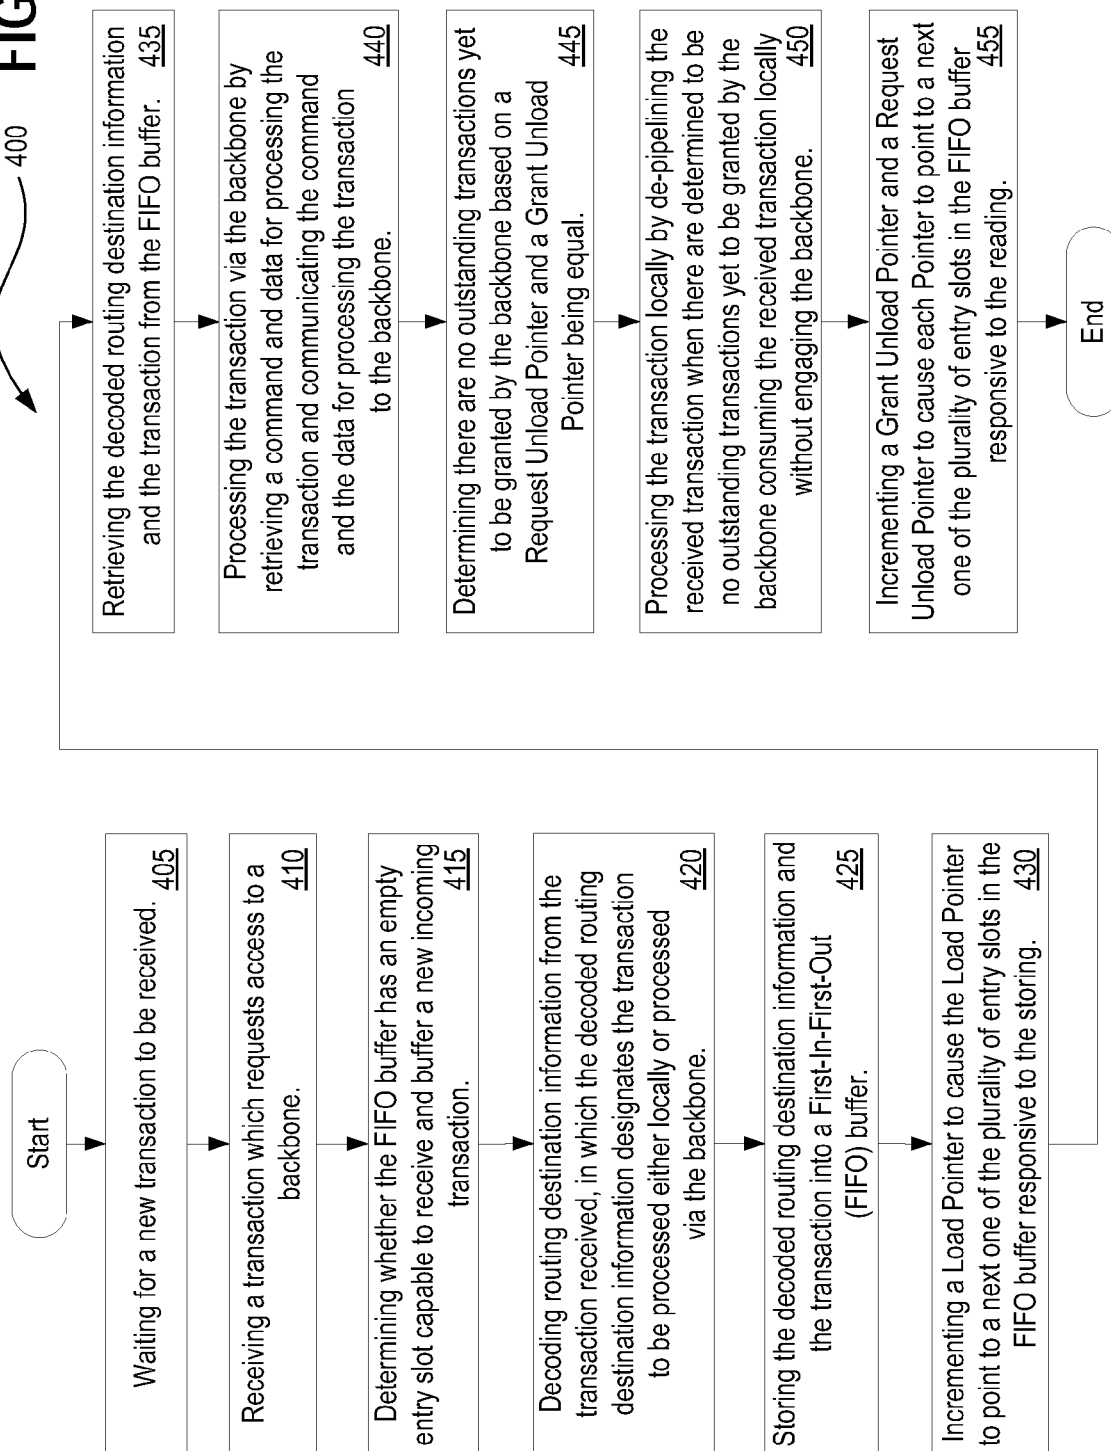 FIG
400
Start
Waiting for a new transaction to be received. 405
Receiving a transaction which requests access to a
backbone. 410
Determining whether the FIFO buffer has an empty
entry slot capable to receive and buffer a new incoming
transaction. 415
Decoding routing destination information from the
transaction received, in which the decoded routing
destination information designates the transaction
to be processed either locally or processed
via the backbone. 420
Storing the decoded routing destination information and
the transaction into a First-In-First-Out
(FIFO) buffer. 425
Incrementing a Load Pointer to cause the Load Pointer
to point to a next one of the plurality of entry slots in the
FIFO buffer responsive to the storing. 430
Retrieving the decoded routing destination information
and the transaction from the FIFO buffer. 435
Processing the transaction via the backbone by
retrieving a command and data for processing the
transaction and communicating the command
and the data for processing the transaction
to the backbone. 440
Determining there are no outstanding transactions yet
to be granted by the backbone based on a
Request Unload Pointer and a Grant Unload
Pointer being equal. 445
Processing the transaction locally by de-pipelining the
received transaction when there are determined to be
no outstanding transactions yet to be granted by the
backbone consuming the received transaction locally
without engaging the backbone. 450
Incrementing a Grant Unload Pointer and a Request
Unload Pointer to cause each Pointer to point to a next
one of the plurality of entry slots in the FIFO buffer
responsive to the reading. 455
End